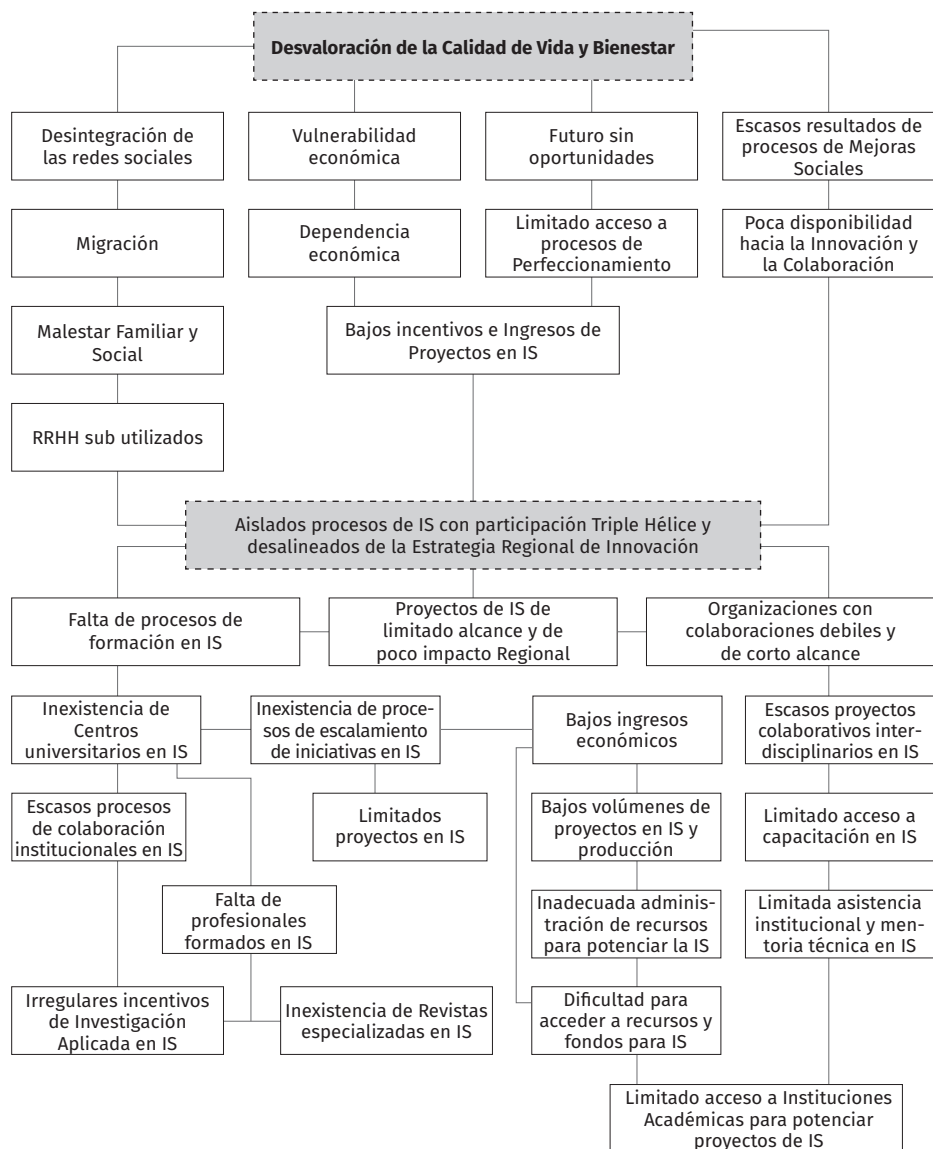 Desvaloración de la Calidad de Vida y Bienestar
Desintegración de
las redes sociales
Vulnerabilidad
económica
Futuro sin
oportunidades
Escasos resultados de
procesos de Mejoras
Sociales
Migración
Dependencia
económica
Limitado acceso a
procesos de
Perfeccionamiento
Poca disponibilidad
hacia la Innovación y
la Colaboración
Malestar Familiar y
Social
Bajos incentivos e Ingresos de
Proyectos en IS
RRHH sub utilizados
Aislados procesos de IS con participación Triple Hélice y
desalineados de la Estrategia Regional de Innovación
Falta de procesos de
formación en IS
Proyectos de IS de
limitado alcance y de
poco impacto Regional
Organizaciones con
colaboraciones debiles y
de corto alcance
Inexistencia de
Centros
universitarios en IS
Inexistencia de proce-
sos de escalamiento
de iniciativas en IS
Bajos ingresos
económicos
Escasos proyectos
colaborativos inter-
disciplinarios en IS
Escasos procesos
de colaboración
institucionales en IS
Limitados
proyectos en IS
Bajos volúmenes de
proyectos en IS y
producción
Limitado acceso a
capacitación en IS
Falta de
profesionales
formados en IS
Inadecuada adminis-
tración de recursos
para potenciar la IS
Limitada asistencia
institucional y men-
toria técnica en IS
Irregulares incentivos
de Investigación
Aplicada en IS
Inexistencia de Revistas
especializadas en IS
Dificultad para
acceder a recursos y
fondos para IS
Limitado acceso a Instituciones
Académicas para potenciar
proyectos de IS